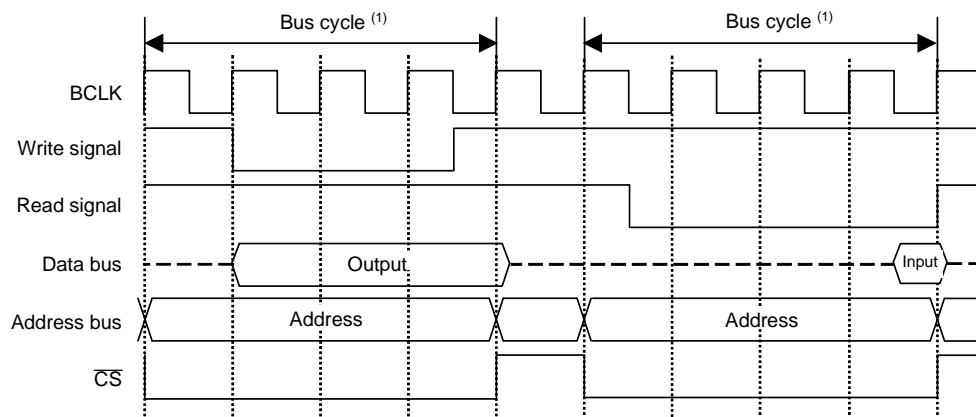 Bus cycle (1) Bus cycle (1)
BCLK
Write signal
Read signal
Data bus Output Input
Address bus Address Address
C̅S̅